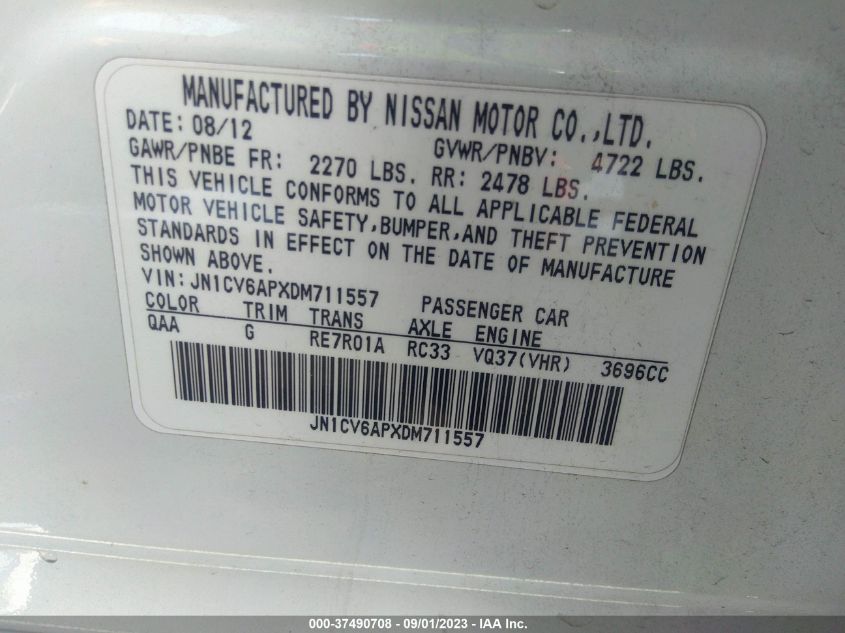 MANUFACTURED BY NISSAN MOTOR CO.,LTD.
DATE: 08/12 GVWR/PNBV: 4722 LBS.
GAWR/PNBE FR: 2270 LBS. RR: 2478 LBS.
THIS VEHICLE CONFORMS TO ALL APPLICABLE FEDERAL
MOTOR VEHICLE SAFETY,BUMPER,AND THEFT PREVENTION
STANDARDS IN EFFECT ON THE DATE OF MANUFACTURE
SHOWN ABOVE.
VIN: JN1CV6APXDM711557 PASSENGER CAR
COLOR TRIM TRANS AXLE ENGINE
QAA G RE7R01A RC33 VQ37(VHR) 3696CC
JN1CV6APXDM711557
000-37490708 - 09/01/2023 - IAA Inc.